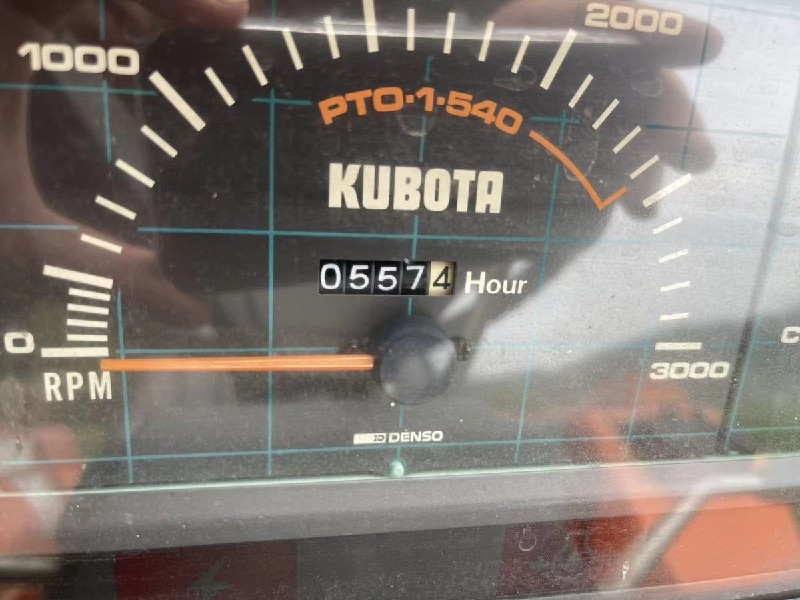 1000
2000
PTO·1·540
KUBOTA
05574 Hour
0
RPM
3000
DENSO
C